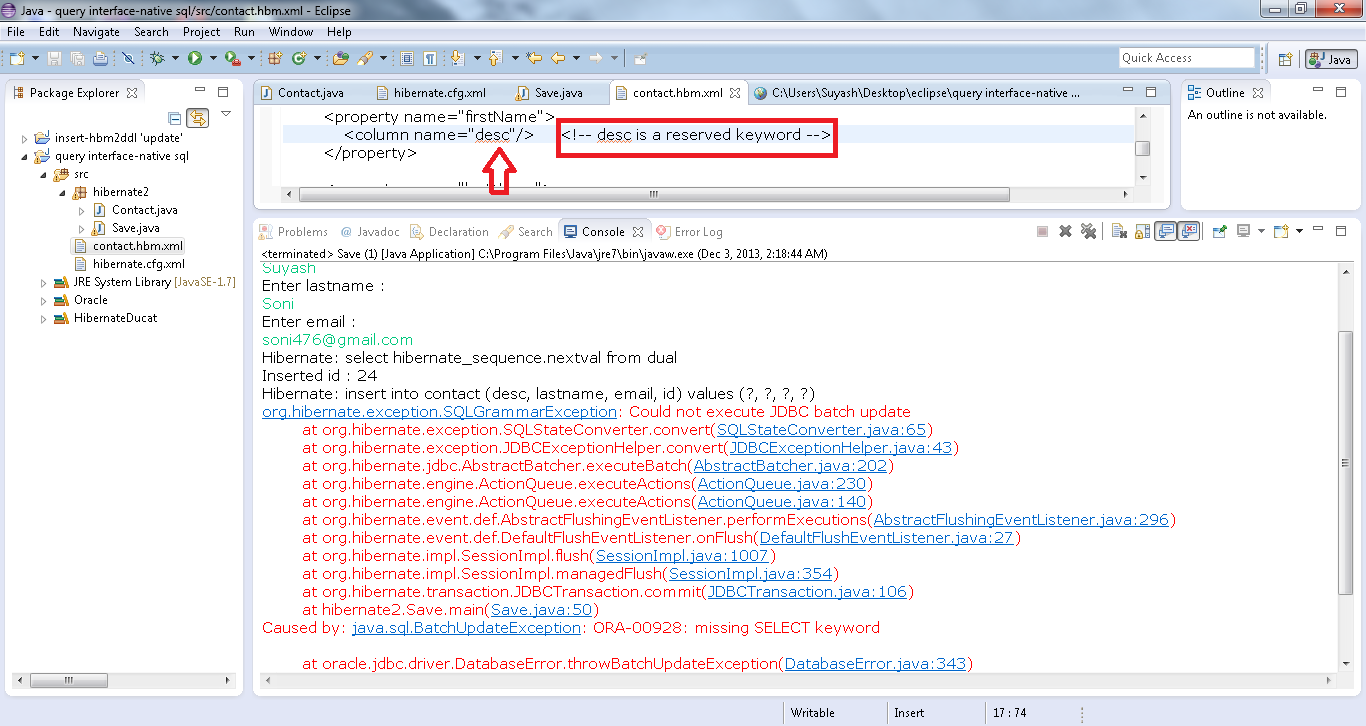 Java - query interface-native sql/src/contact.hbm.xml - Eclipse
File Edit Navigate Search Project Run Window Help
Quick Access
Java
Package Explorer
insert-hbm2ddl 'update'
query interface-native sql
src
hibernate2
Contact.java
Save.java
contact.hbm.xml
hibernate.cfg.xml
JRE System Library [JavaSE-1.7]
Oracle
HibernateDucat
Contact.java hibernate.cfg.xml Save.java contact.hbm.xml C:\Users\Suyash\Desktop\eclipse\query interface-native ...
<property name="firstName">
<column name="desc"/> <!-- desc is a reserved keyword -->
</property>
Outline
An outline is not available.
Problems @ Javadoc Declaration Search Console Error Log
<terminated> Save (1) [Java Application] C:\Program Files\Java\jre7\bin\javaw.exe (Dec 3, 2013, 2:18:44 AM)
Suyash
Enter lastname :
Soni
Enter email :
soni476@gmail.com
Hibernate: select hibernate_sequence.nextval from dual
Inserted id : 24
Hibernate: insert into contact (desc, lastname, email, id) values (?, ?, ?, ?)
org.hibernate.exception.SQLGrammarException: Could not execute JDBC batch update
at org.hibernate.exception.SQLStateConverter.convert(SQLStateConverter.java:65)
at org.hibernate.exception.JDBCExceptionHelper.convert(JDBCExceptionHelper.java:43)
at org.hibernate.jdbc.AbstractBatcher.executeBatch(AbstractBatcher.java:202)
at org.hibernate.engine.ActionQueue.executeActions(ActionQueue.java:230)
at org.hibernate.engine.ActionQueue.executeActions(ActionQueue.java:140)
at org.hibernate.event.def.AbstractFlushingEventListener.performExecutions(AbstractFlushingEventListener.java:296)
at org.hibernate.event.def.DefaultFlushEventListener.onFlush(DefaultFlushEventListener.java:27)
at org.hibernate.impl.SessionImpl.flush(SessionImpl.java:1007)
at org.hibernate.impl.SessionImpl.managedFlush(SessionImpl.java:354)
at org.hibernate.transaction.JDBCTransaction.commit(JDBCTransaction.java:106)
at hibernate2.Save.main(Save.java:50)
Caused by: java.sql.BatchUpdateException: ORA-00928: missing SELECT keyword
at oracle.jdbc.driver.DatabaseError.throwBatchUpdateException(DatabaseError.java:343)
Writable Insert 17 : 74